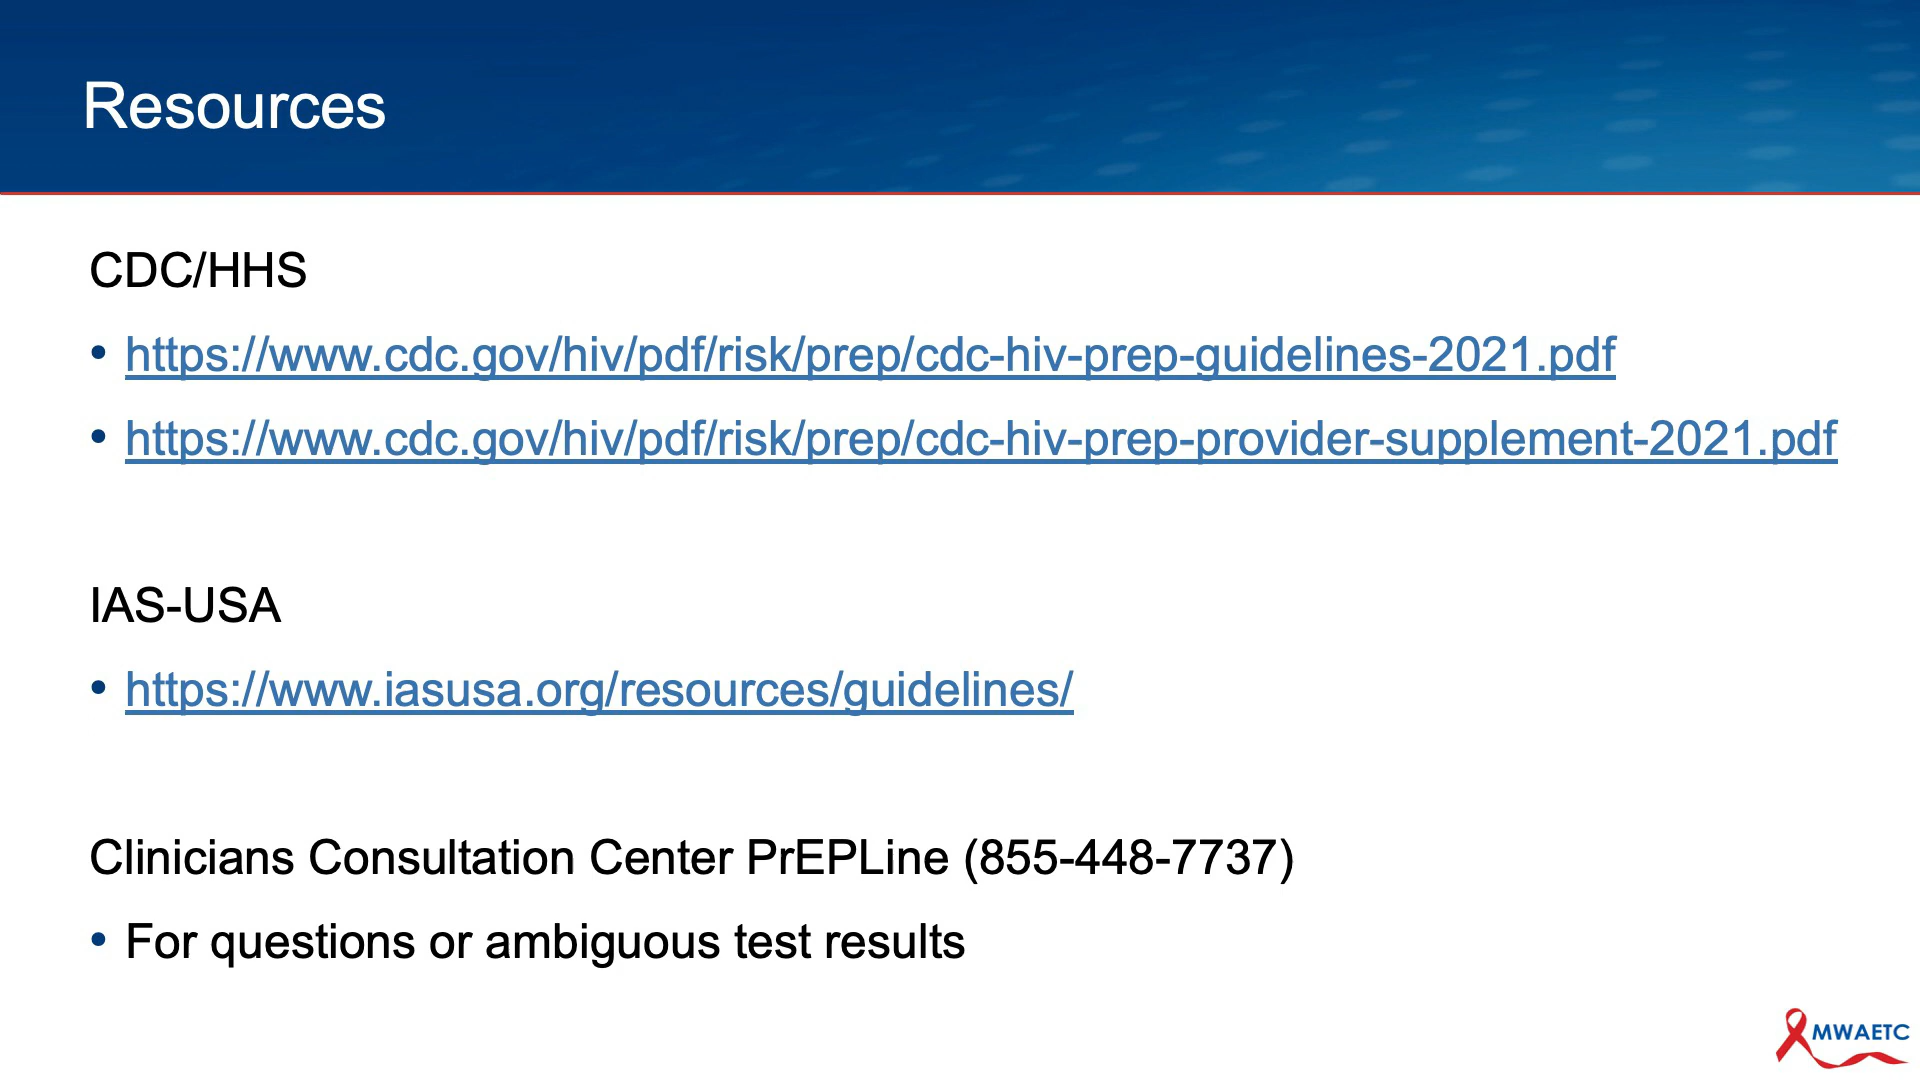 Resources
CDC/HHS
• https://www.cdc.gov/hiv/pdf/risk/prep/cdc-hiv-prep-guidelines-2021.pdf
• https://www.cdc.gov/hiv/pdf/risk/prep/cdc-hiv-prep-provider-supplement-2021.pdf
IAS-USA
• https://www.iasusa.org/resources/guidelines/
Clinicians Consultation Center PrEPLine (855-448-7737)
• For questions or ambiguous test results
MWAETC